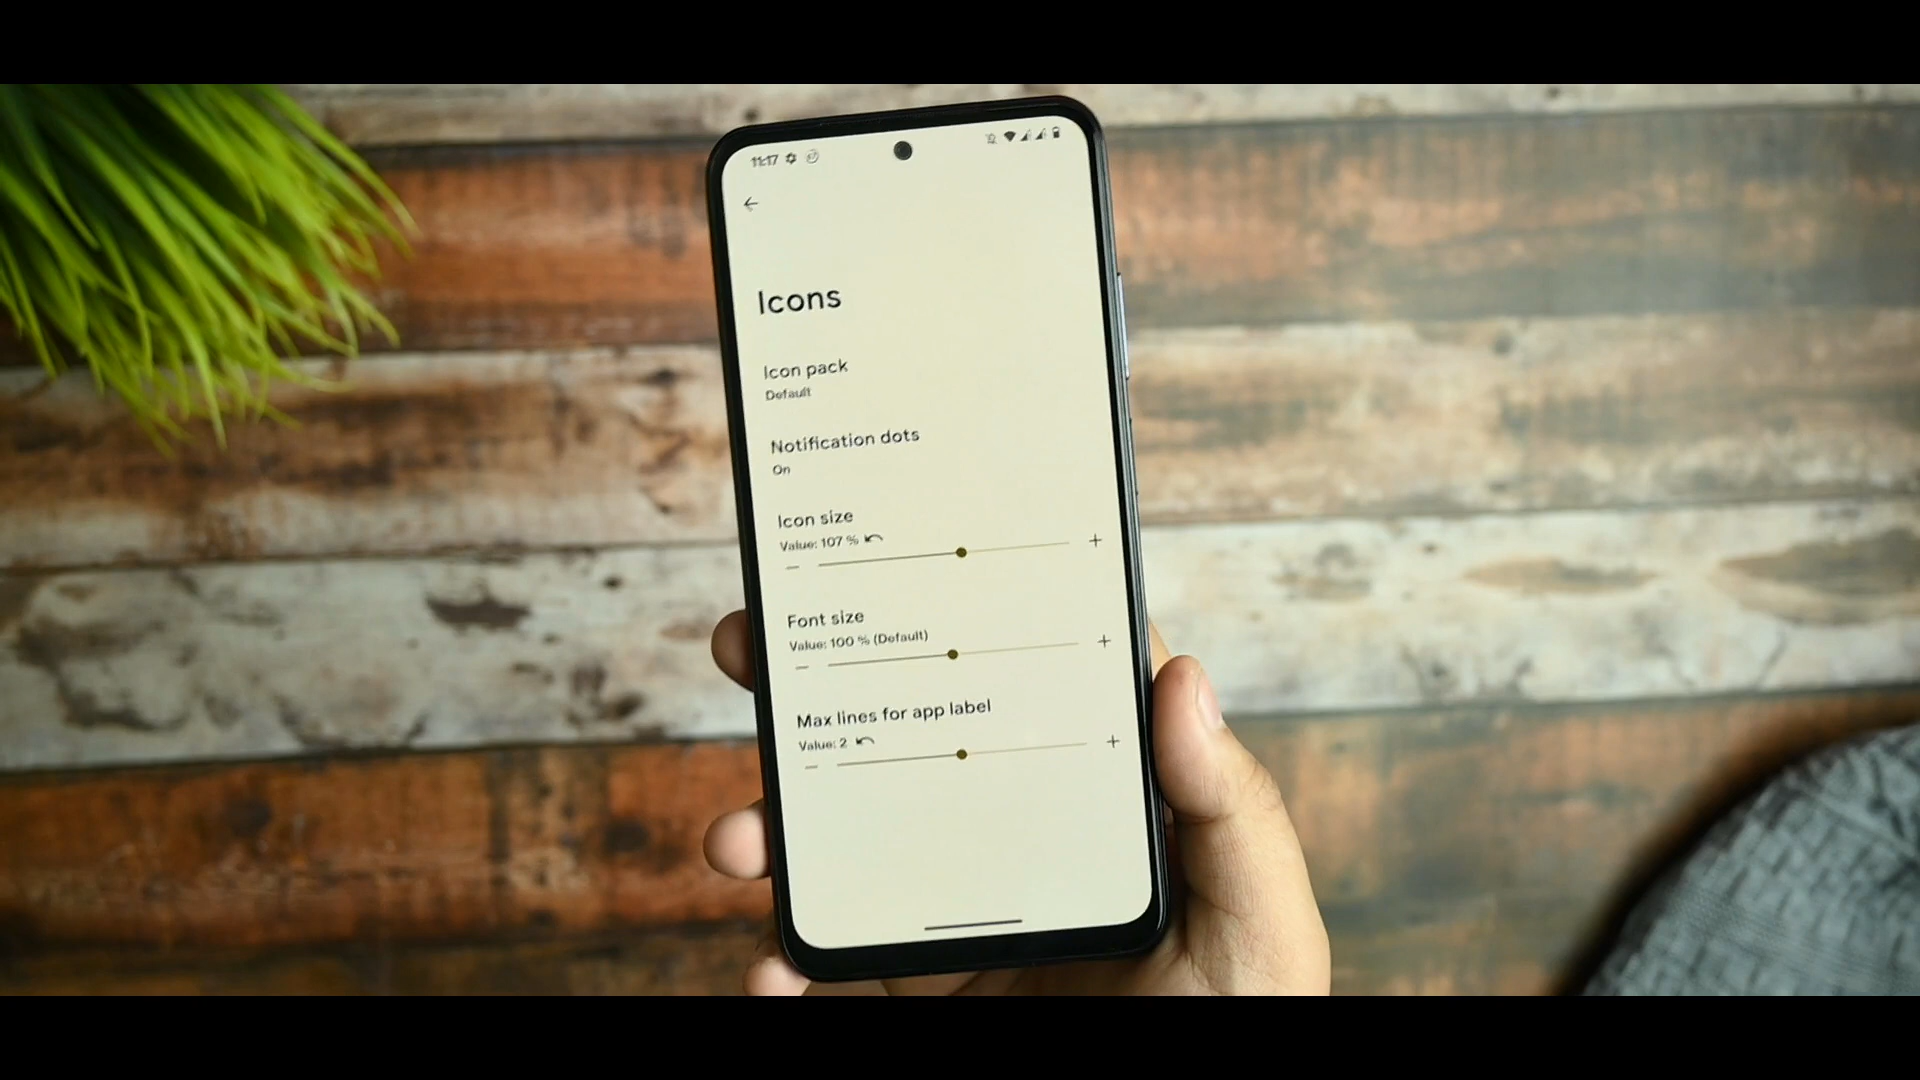 11:17
Icons
Icon pack
Default
Notification dots
On
Icon size
Value: 107 %
Font size
Value: 100 % (Default)
Max lines for app label
Value: 2